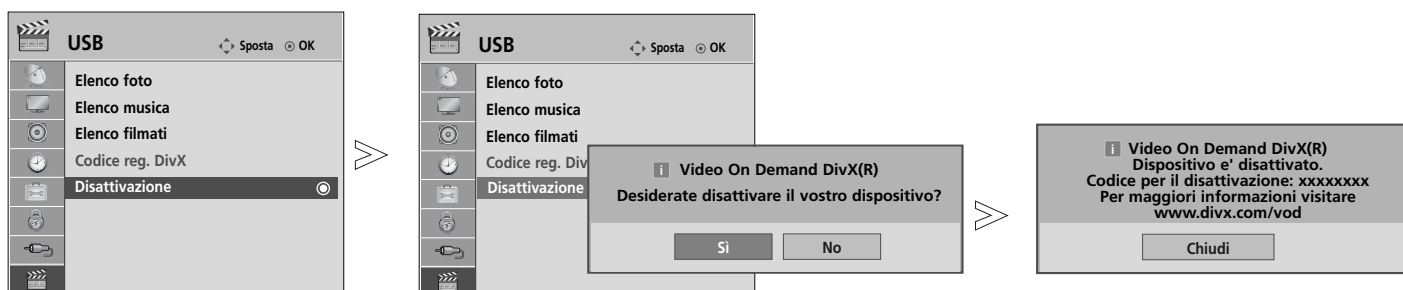 USB Sposta OK
Elenco foto
Elenco musica
Elenco filmati
Codice reg. DivX
Disattivazione
USB Sposta OK
Elenco foto
Elenco musica
Elenco filmati
Codice reg. Div
Disattivazione
i Video On Demand DivX(R)
Desiderate disattivare il vostro dispositivo?
Sì No
i Video On Demand DivX(R)
Dispositivo e' disattivato.
Codice per il disattivazione: xxxxxxxx
Per maggiori informazioni visitare
www.divx.com/vod
Chiudi